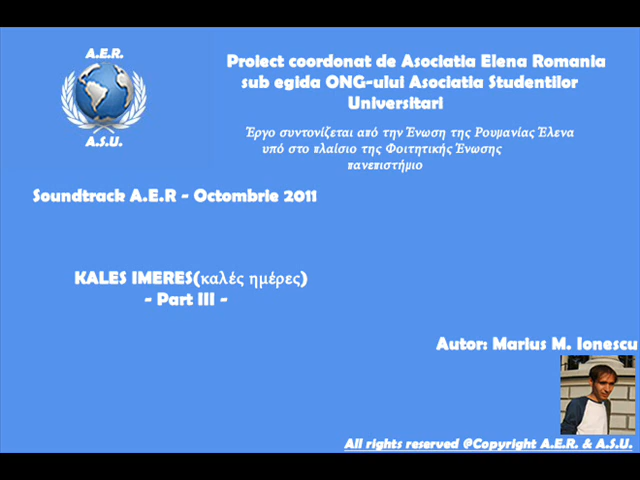 A.E.R.
A.S.U.
Proiect coordonat de Asociatia Elena Romania
sub egida ONG-ului Asociatia Studentilor
Universitari
Έργο συντονίζεται από την Ένωση της Ρουμανίας Έλενα
υπό στο πλαίσιο της Φοιτητικής Ένωσης
πανεπιστήμιο
Soundtrack A.E.R - Octombrie 2011
KALES IMERES(καλές ημέρες)
- Part III -
Autor: Marius M. Ionescu
All rights reserved @Copyright A.E.R. & A.S.U.